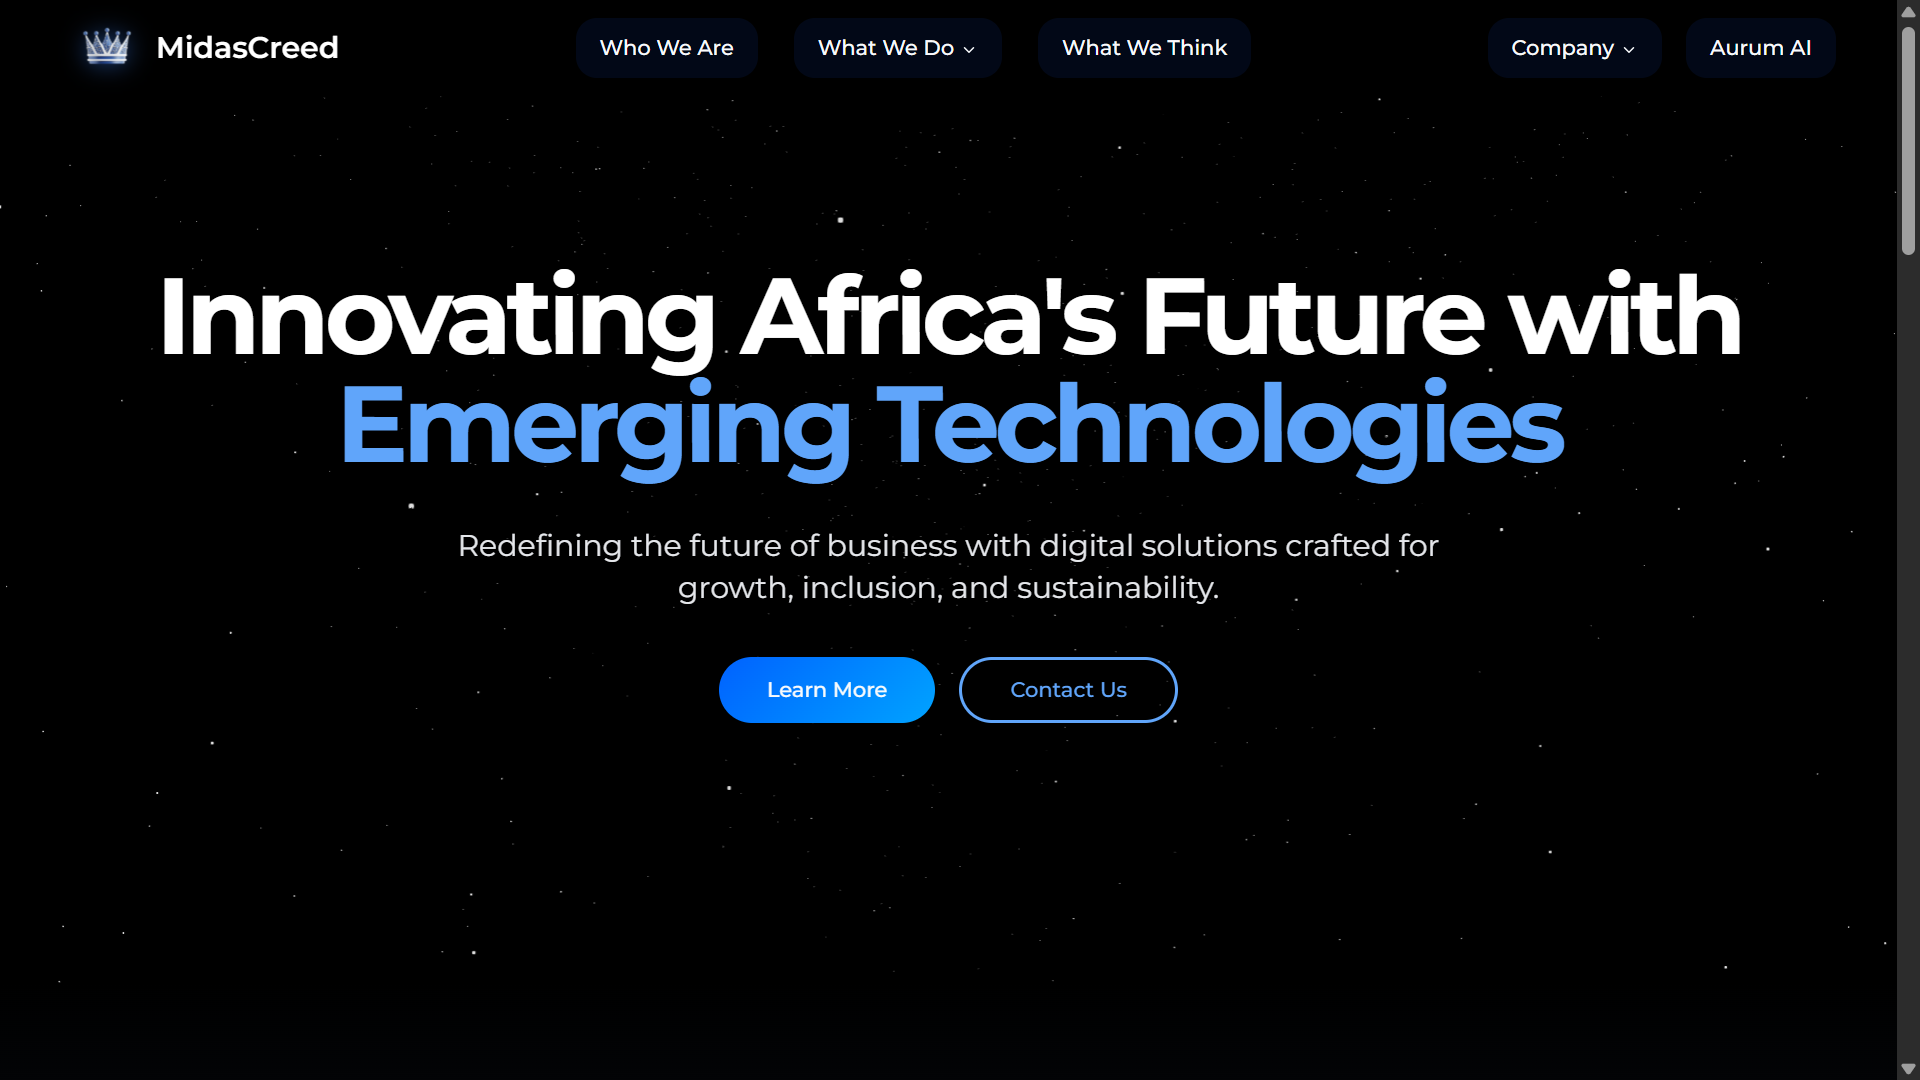 MidasCreed
Who We Are
What We Do
What We Think
Company
Aurum AI
Innovating Africa's Future with
Emerging Technologies
Redefining the future of business with digital solutions crafted for
growth, inclusion, and sustainability.
Learn More
Contact Us